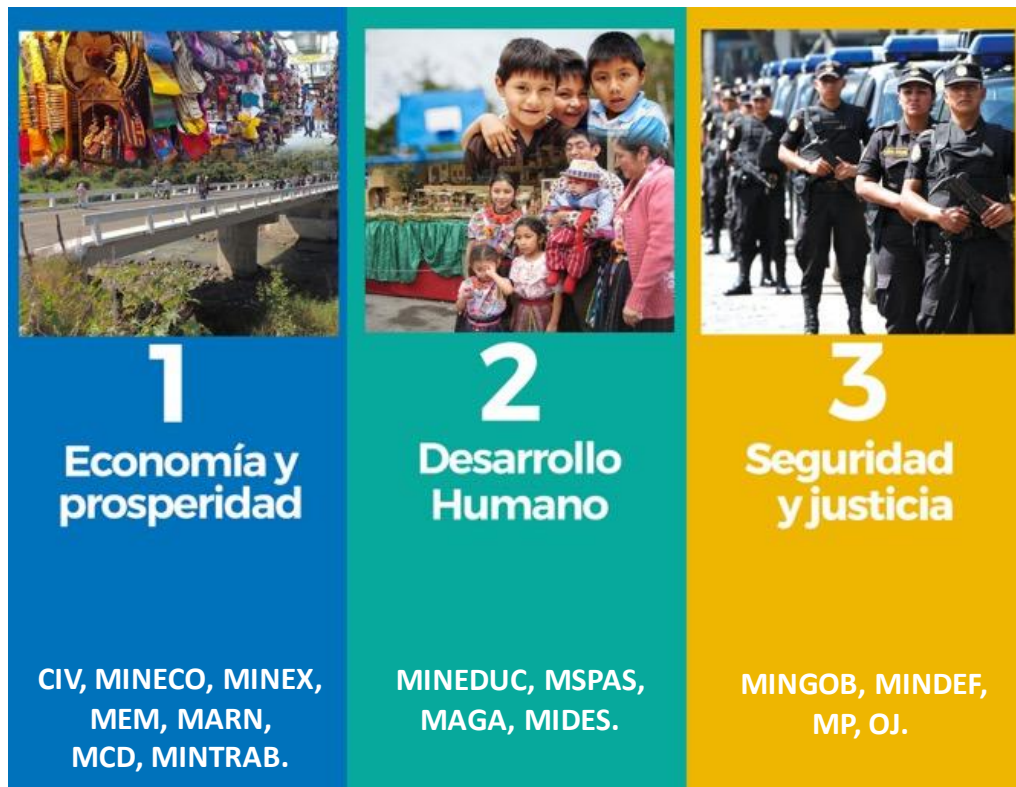 1
Economía y
prosperidad
CIV, MINECO, MINEX,
MEM, MARN,
MCD, MINTRAB.
2
Desarrollo
Humano
MINEDUC, MSPAS,
MAGA, MIDES.
3
Seguridad
y justicia
MINGOB, MINDEF,
MP, OJ.